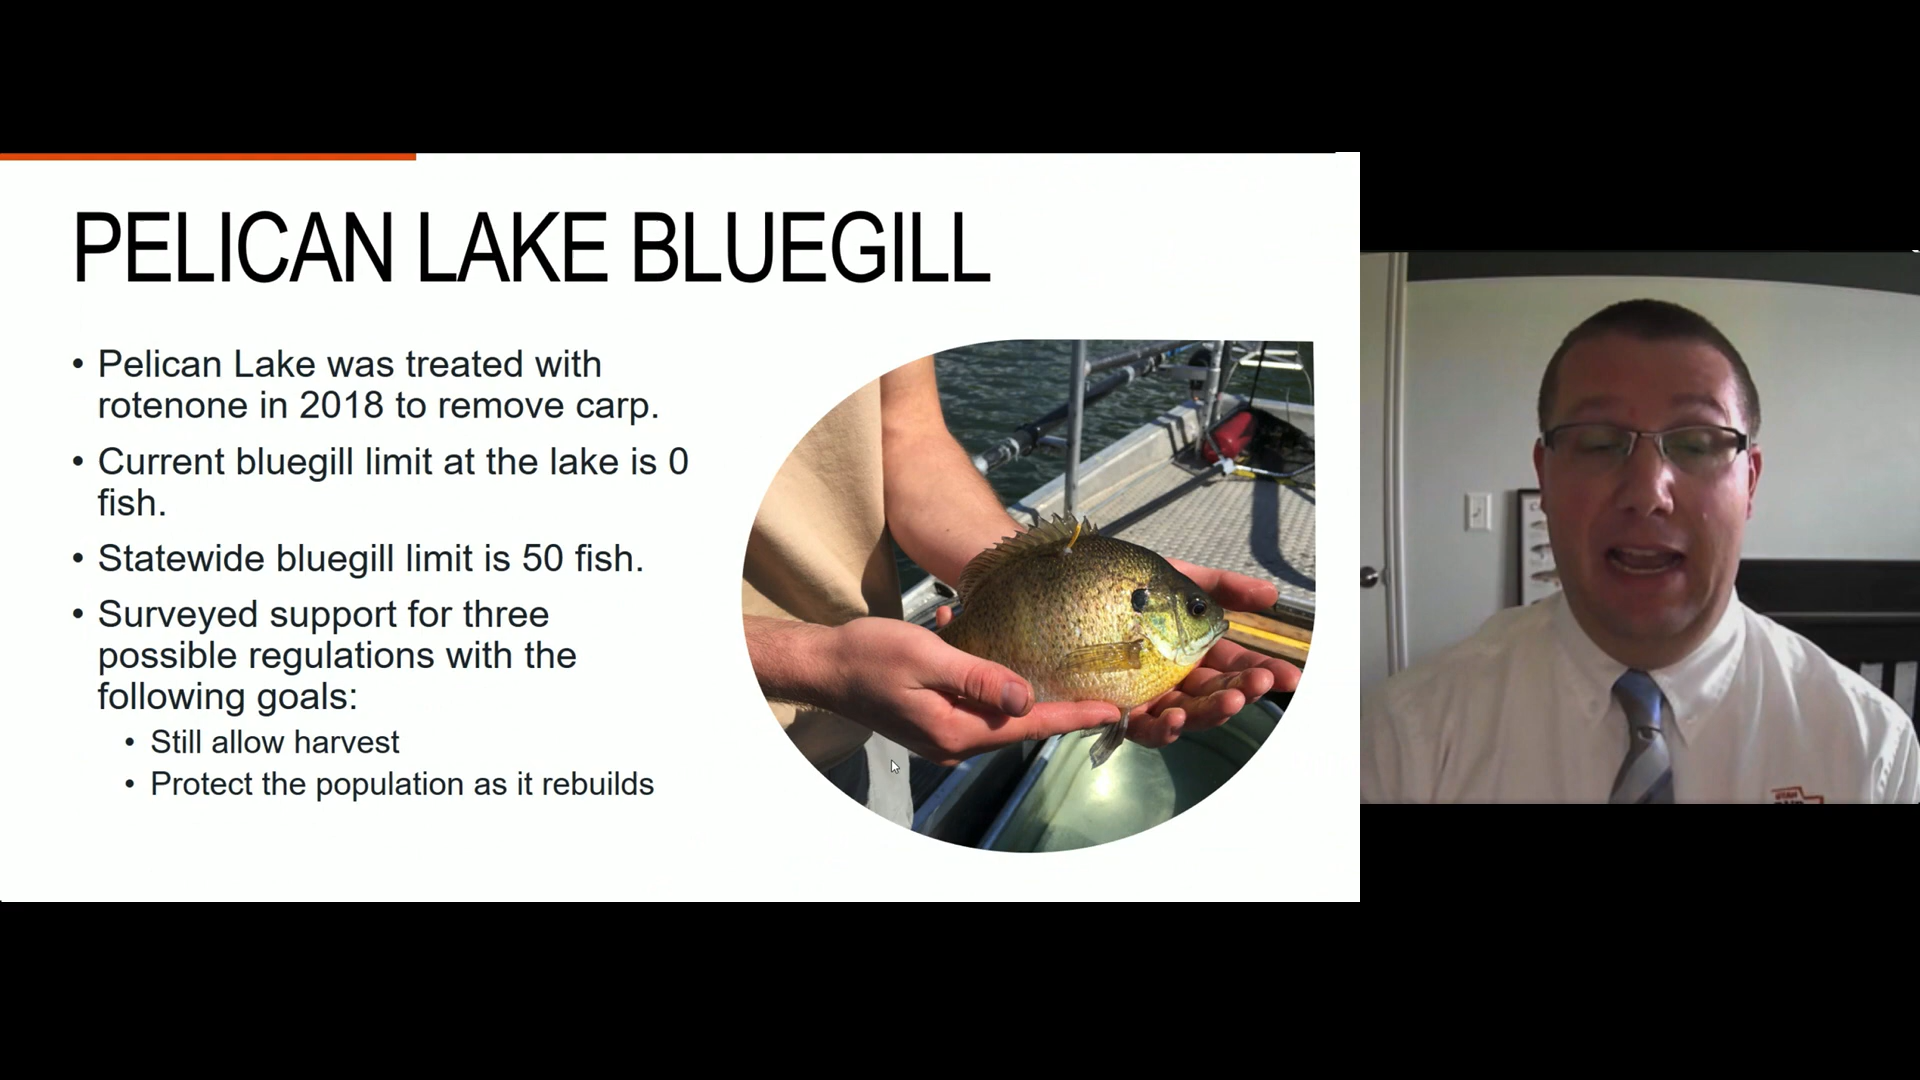 PELICAN LAKE BLUEGILL
• Pelican Lake was treated with
rotenone in 2018 to remove carp.
• Current bluegill limit at the lake is 0
fish.
• Statewide bluegill limit is 50 fish.
• Surveyed support for three
possible regulations with the
following goals:
• Still allow harvest
• Protect the population as it rebuilds